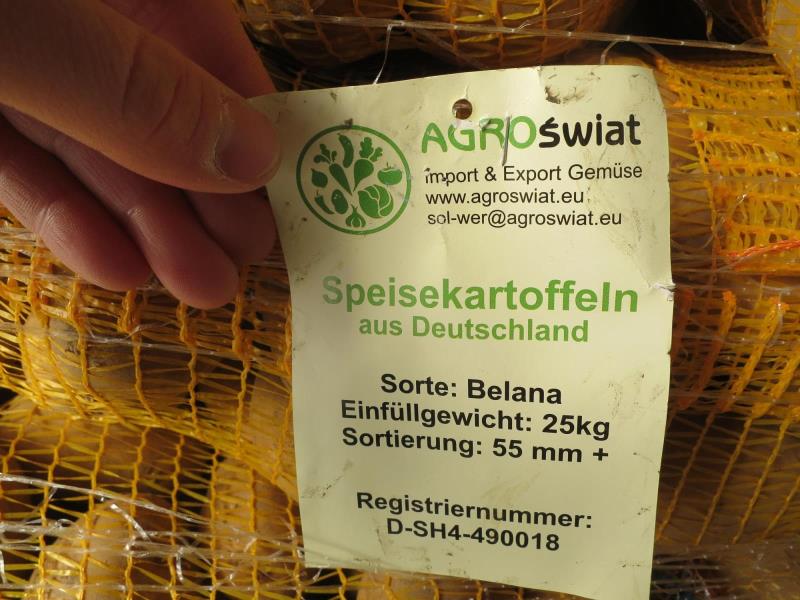 AGROświat
import & Export Gemüse
www.agroswiat.eu
sol-wer@agroswiat.eu
Speisekartoffeln
aus Deutschland
Sorte: Belana
Einfüllgewicht: 25kg
Sortierung: 55 mm +
Registriernummer:
D-SH4-490018